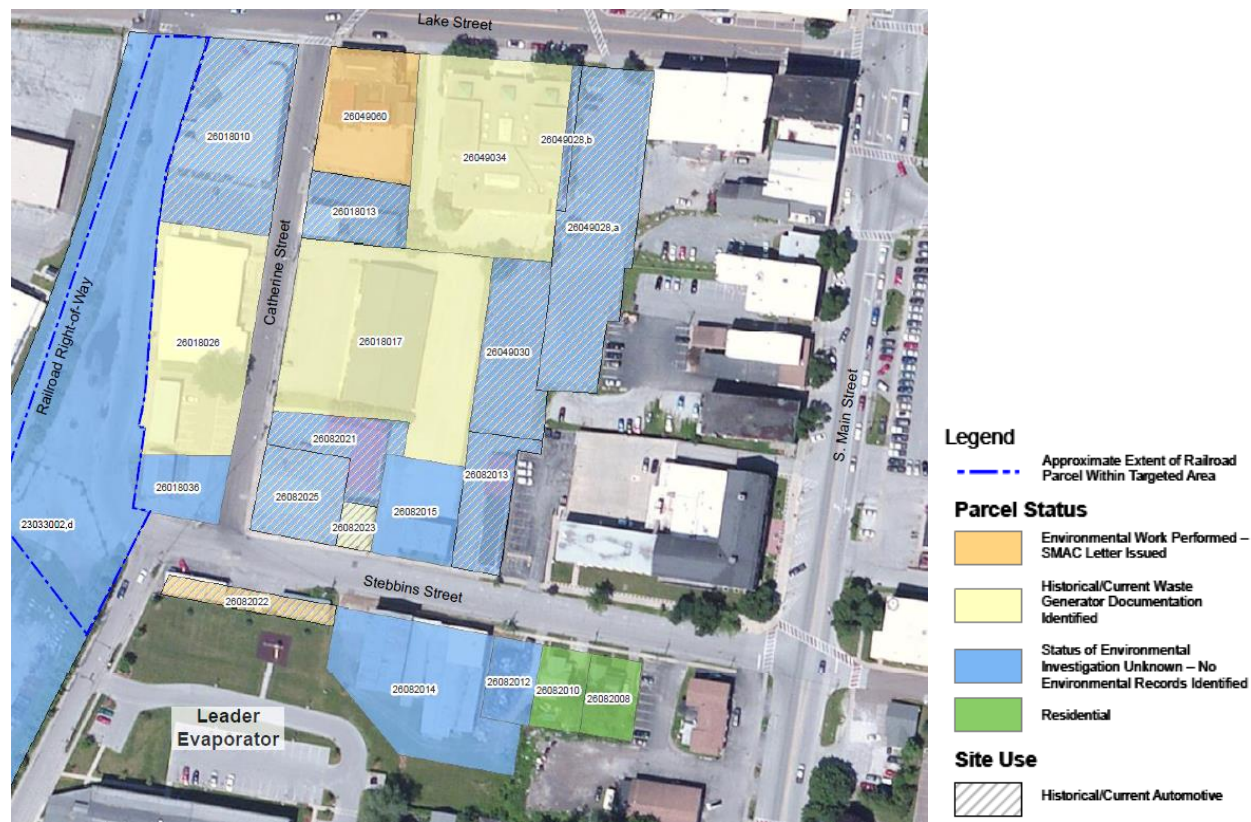 Lake Street
26049060
26018010
26049028,b
26049034
26018013
26049028,a
Catherine Street
Railroad Right-of-Way
26018026
26018017
26049030
S. Main Street
26082021
26082013
26018036
26082025
26082015
23033002,d
26082023
Stebbins Street
26082022
26082012
26082014
26082010
26082008
Leader
Evaporator
Legend
Approximate Extent of Railroad
Parcel Within Targeted Area
Parcel Status
Environmental Work Performed –
SMAC Letter Issued
Historical/Current Waste
Generator Documentation
Identified
Status of Environmental
Investigation Unknown – No
Environmental Records Identified
Residential
Site Use
Historical/Current Automotive